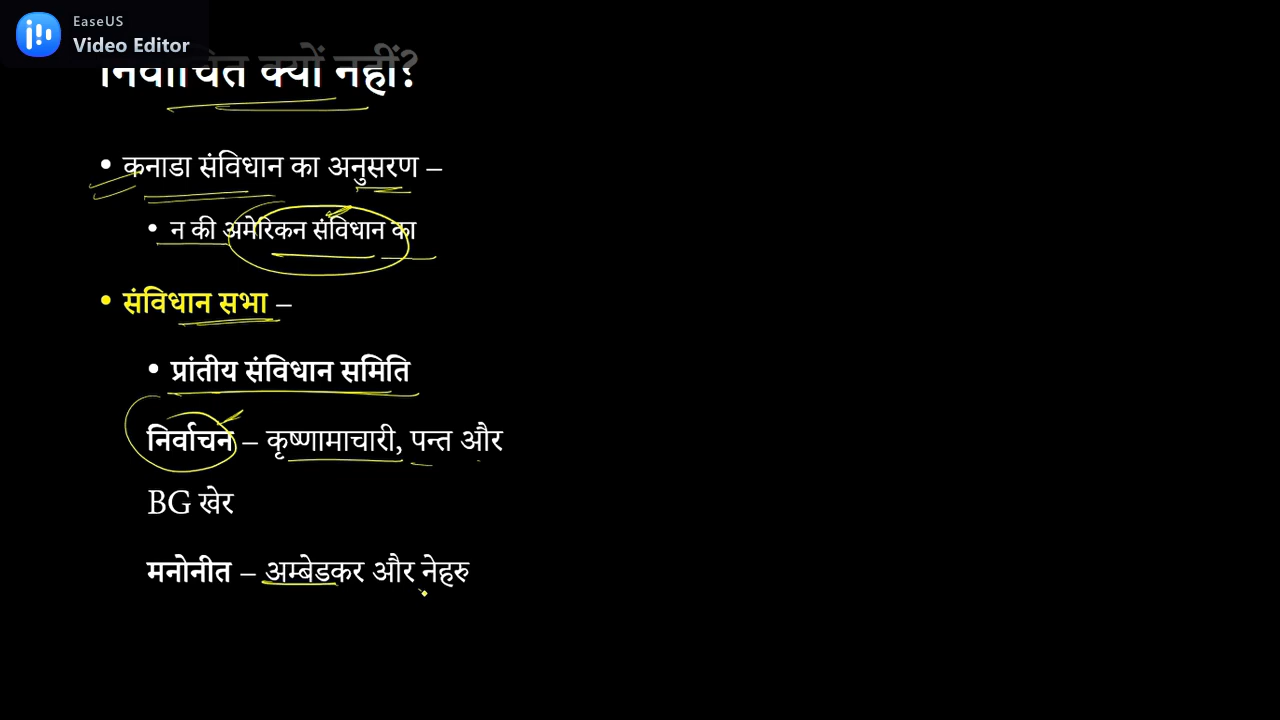 EaseUS
Video Editor
निर्वाचित क्यों नहीं?
• कनाडा संविधान का अनुसरण –
• न की अमेरिकन संविधान का
• संविधान सभा –
• प्रांतीय संविधान समिति
निर्वाचन – कृष्णामाचारी, पन्त और
BG खेर
मनोनीत – अम्बेडकर और नेहरु